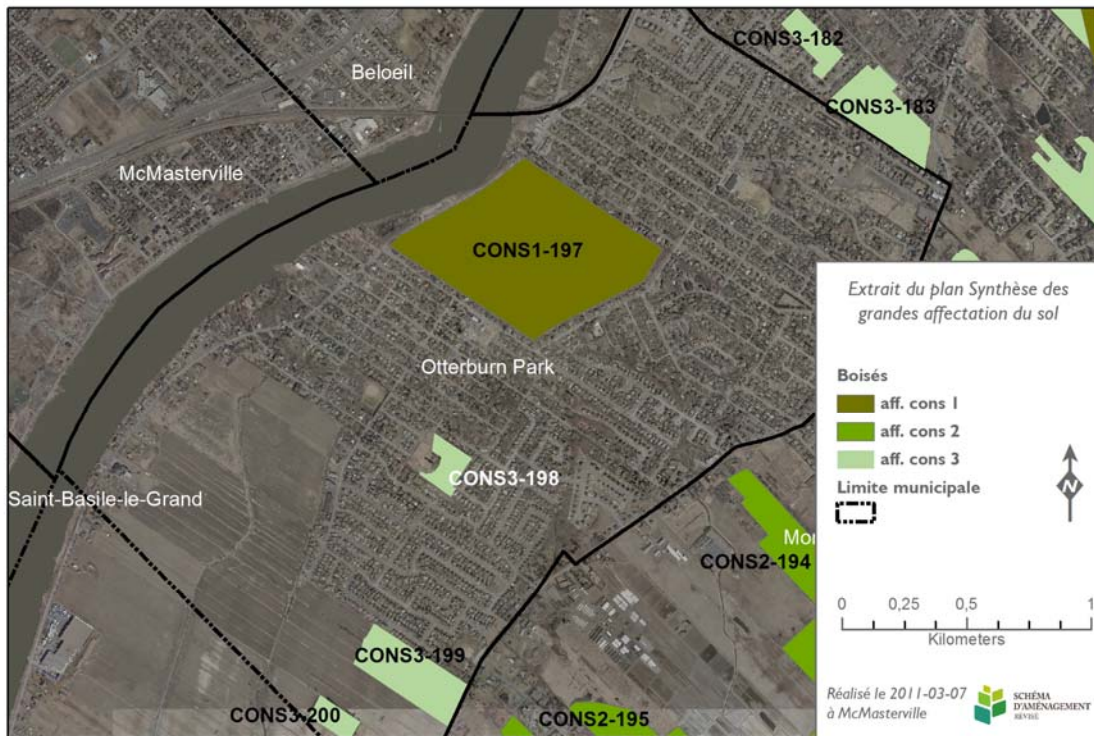 CONS3-182
Beloeil
CONS3-183
McMasterville
CONS1-197
Otterburn Park
CONS3-198
Saint-Basile-le-Grand
Mon
CONS2-194
CONS3-199
CONS3-200
CONS2-195
Extrait du plan Synthèse des
grandes affectation du sol
Boisés
aff. cons 1
aff. cons 2
aff. cons 3
Limite municipale
N
0 0,25 0,5 1
Kilometers
Réalisé le 2011-03-07
à McMasterville
SCHÉMA
D'AMÉNAGEMENT
RÉVISÉ